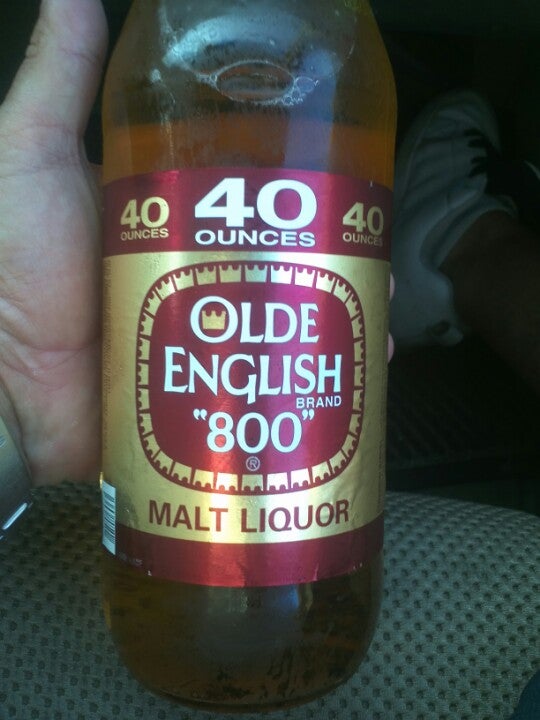 40 40 40
OUNCES OUNCES OUNCES
OLDE
ENGLISH
BRAND
"800"
®
MALT LIQUOR